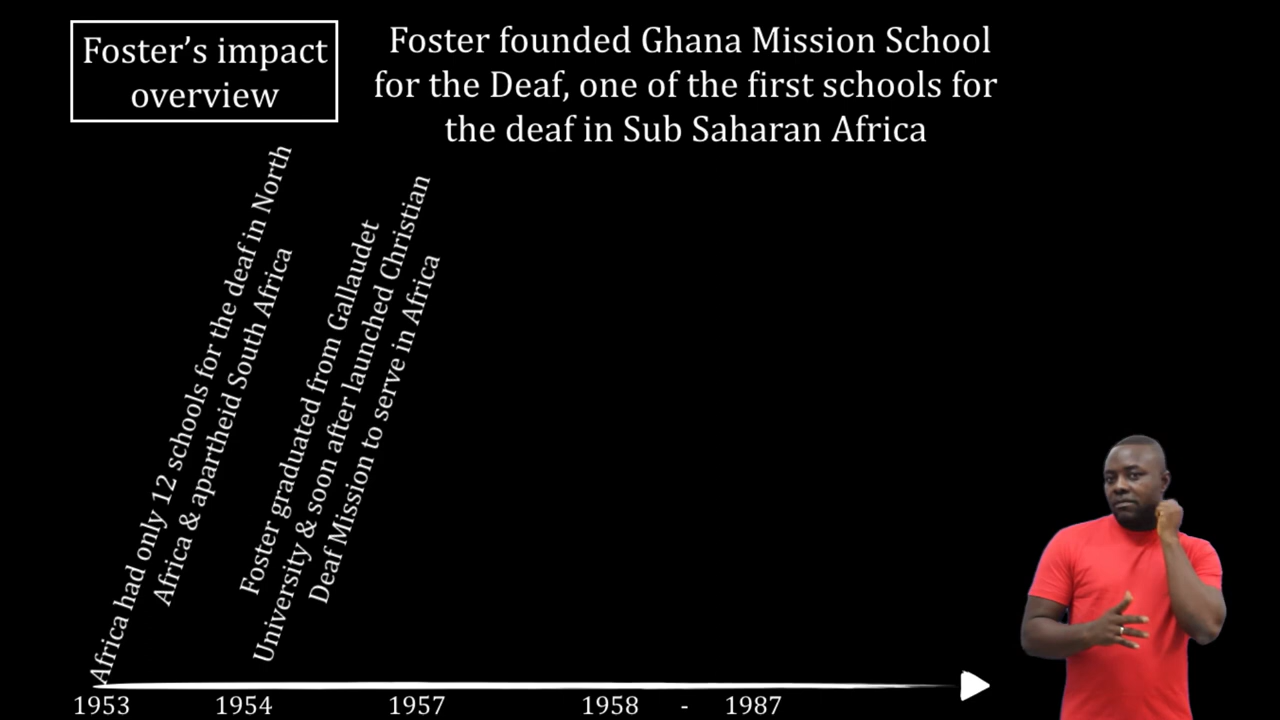 Foster’s impact
overview
Foster founded Ghana Mission School
for the Deaf, one of the first schools for
the deaf in Sub Saharan Africa
Africa had only 12 schools for the deaf in North
Africa & apartheid South Africa
Foster graduated from Gallaudet
University & soon after launched Christian
Deaf Mission to serve in Africa
1953
1954
1957
1958 - 1987